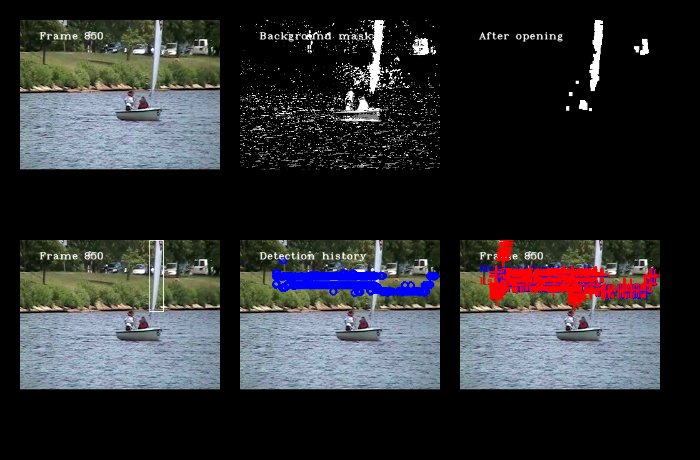 Frame 850
Background mask
After opening
Frame 850
Detection history
Frame 850